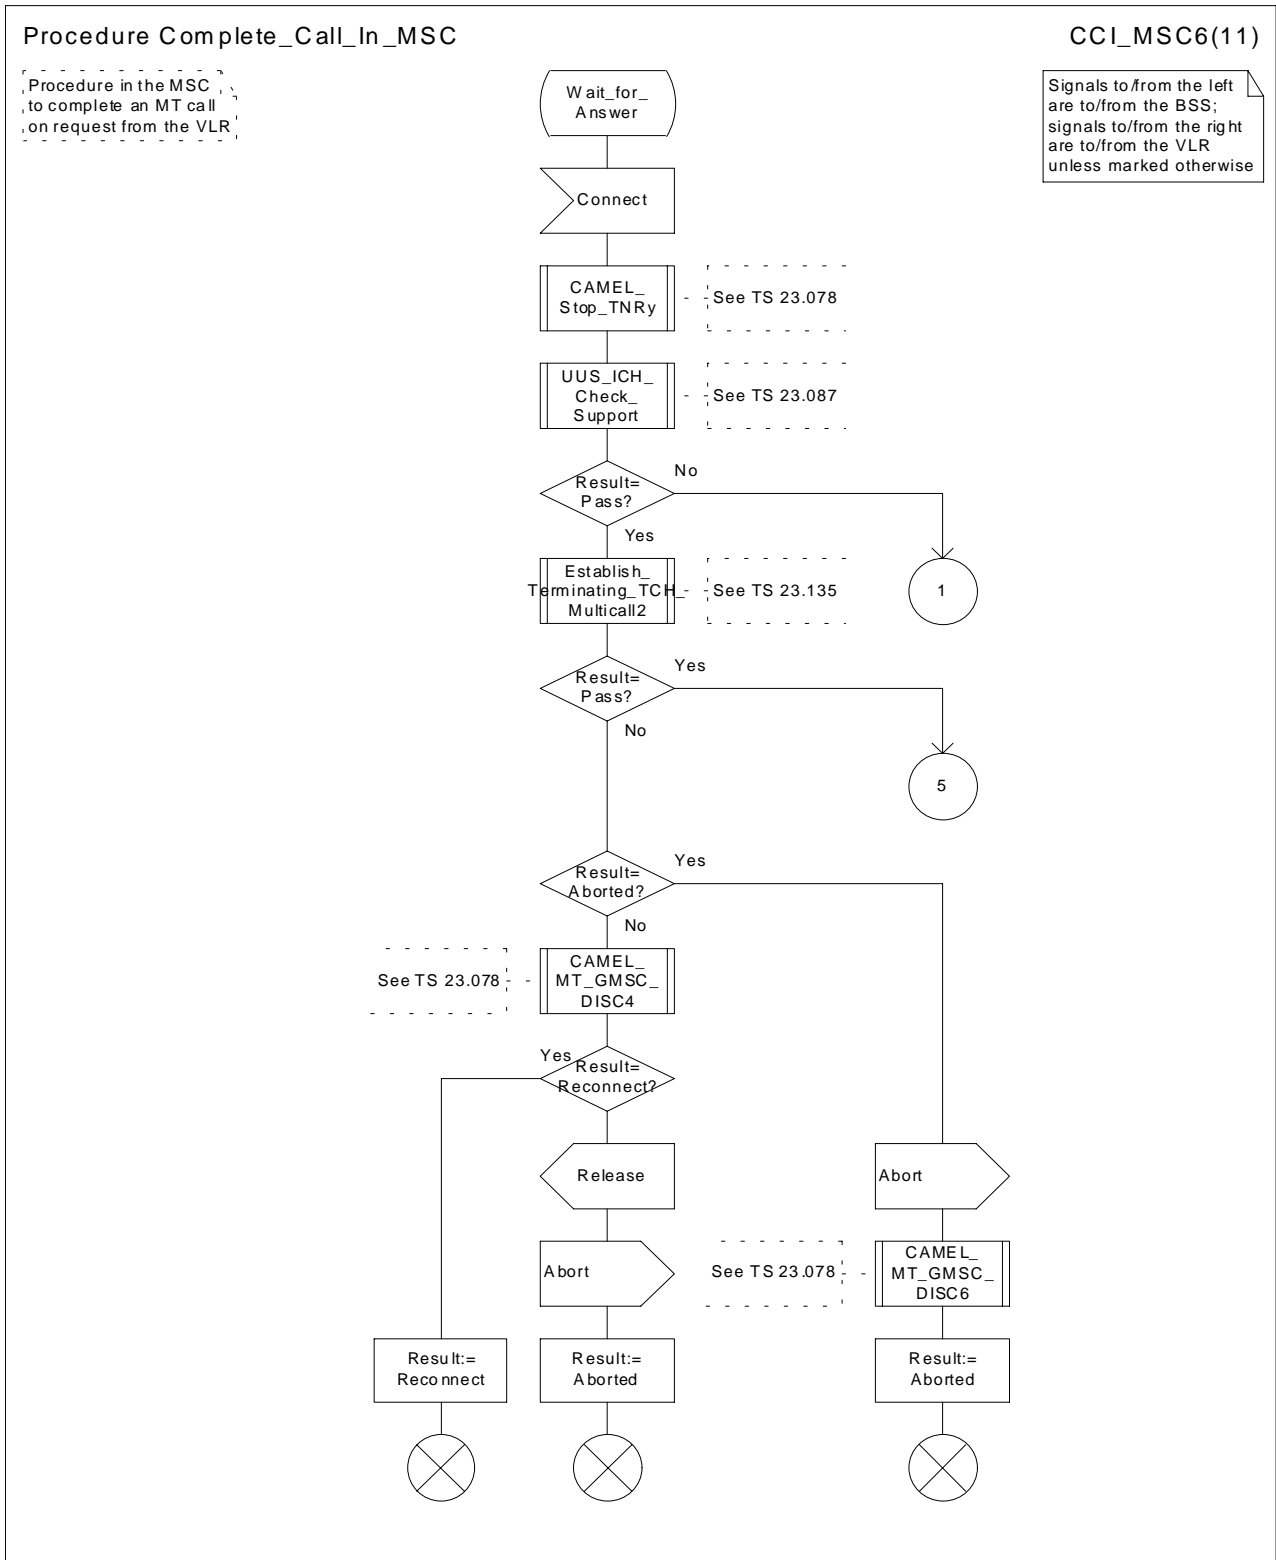 Procedure Complete_Call_In_MSC
CCI_MSC6(11)
Procedure in the MSC
to complete an MT call
on request from the VLR
Signals to/from the left
are to/from the BSS;
signals to/from the right
are to/from the VLR
unless marked otherwise
Wait_for_
Answer
Connect
CAMEL_
Stop_TNRy
See TS 23.078
UUS_ICH_
Check_
Support
See TS 23.087
Result=
Pass?
No
Yes
1
Establish_
Terminating_TCH_
Multicall2
See TS 23.135
Result=
Pass?
Yes
No
5
Result=
Aborted?
Yes
No
See TS 23.078
CAMEL_
MT_GMSC_
DISC4
Yes
Result=
Reconnect?
Release
Abort
Abort
See TS 23.078
CAMEL_
MT_GMSC_
DISC6
Result:=
Reconnect
Result:=
Aborted
Result:=
Aborted